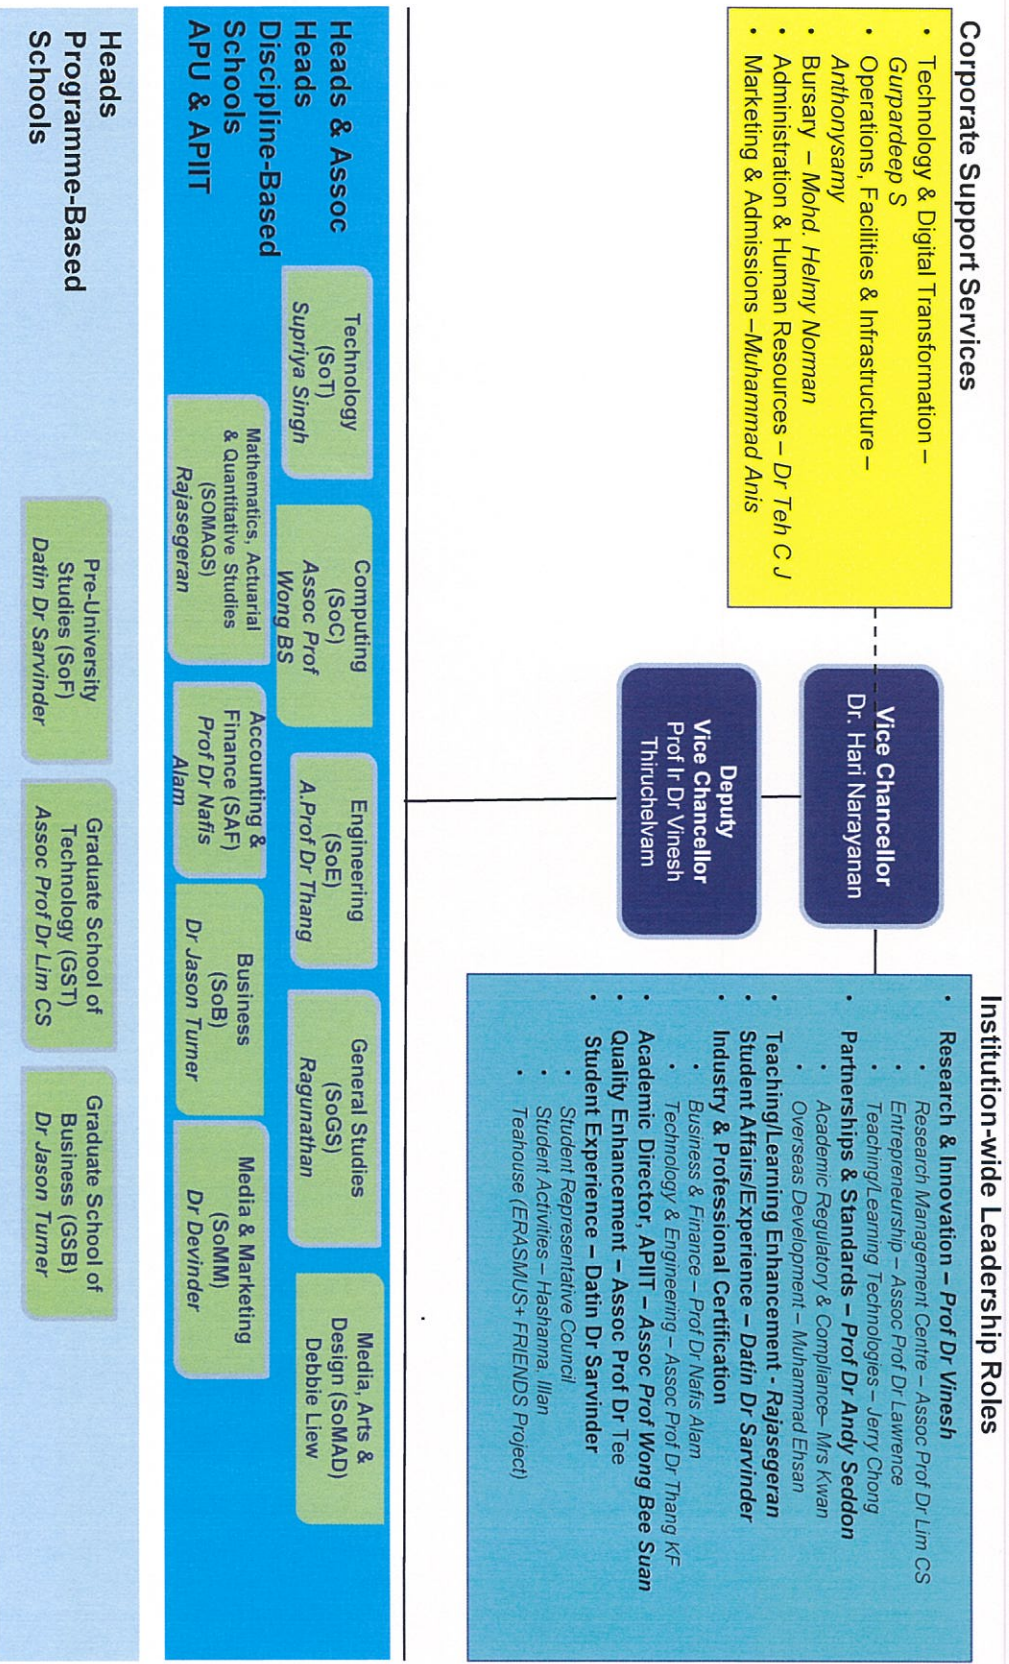 Corporate Support Services
• Technology & Digital Transformation –
Gurpardeep S
• Operations, Facilities & Infrastructure –
Anthonysamy
• Bursary – Mohd. Helmy Norman
• Administration & Human Resources – Dr Teh C J
• Marketing & Admissions –Muhammad Anis
Vice Chancellor
Dr. Hari Narayanan
Deputy
Vice Chancellor
Prof Ir Dr Vinesh
Thiruchelvam
Institution-wide Leadership Roles
• Research & Innovation – Prof Dr Vinesh
• Research Management Centre – Assoc Prof Dr Lim CS
• Entrepreneurship – Assoc Prof Dr Lawrence
• Teaching/Learning Technologies – Jerry Chong
• Partnerships & Standards – Prof Dr Andy Seddon
• Academic Regulatory & Compliance– Mrs Kwan
• Overseas Development – Muhammad Ehsan
• Teaching/Learning Enhancement - Rajasegeran
• Student Affairs/Experience – Datin Dr Sarvinder
• Industry & Professional Certification
• Business & Finance – Prof Dr Nafis Alam
• Technology & Engineering – Assoc Prof Dr Thang KF
• Academic Director, APIIT – Assoc Prof Wong Bee Suan
• Quality Enhancement – Assoc Prof Dr Tee
• Student Experience – Datin Dr Sarvinder
• Student Representative Council
• Student Activities – Hashanna, Illan
• Teahouse (ERASMUS+ FRIENDS Project)
Heads & Assoc
Heads
Discipline-Based
Schools
APU & APIIT
Technology
(SoT)
Supriya Singh
Computing
(SoC)
Assoc Prof
Wong BS
Engineering
(SoE)
A.Prof Dr Thang
General Studies
(SoGS)
Ragunathan
Media, Arts &
Design (SoMAD)
Debbie Liew
Mathematics, Actuarial
& Quantitative Studies
(SOMAQS)
Rajasegeran
Accounting &
Finance (SAF)
Prof Dr Nafis
Alam
Business
(SoB)
Dr Jason Turner
Media & Marketing
(SoMM)
Dr Devinder
Heads
Programme-Based
Schools
Pre-University
Studies (SoF)
Datin Dr Sarvinder
Graduate School of
Technology (GST)
Assoc Prof Dr Lim CS
Graduate School of
Business (GSB)
Dr Jason Turner